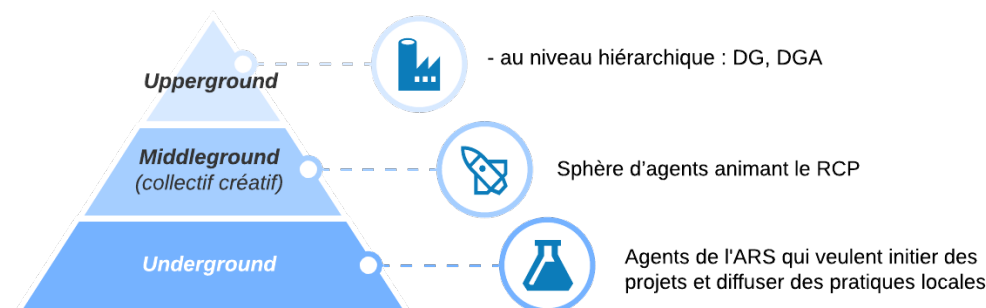 Upperground
- au niveau hiérarchique : DG, DGA
Middleground
(collectif créatif)
Sphère d'agents animant le RCP
Underground
Agents de l'ARS qui veulent initier des
projets et diffuser des pratiques locales